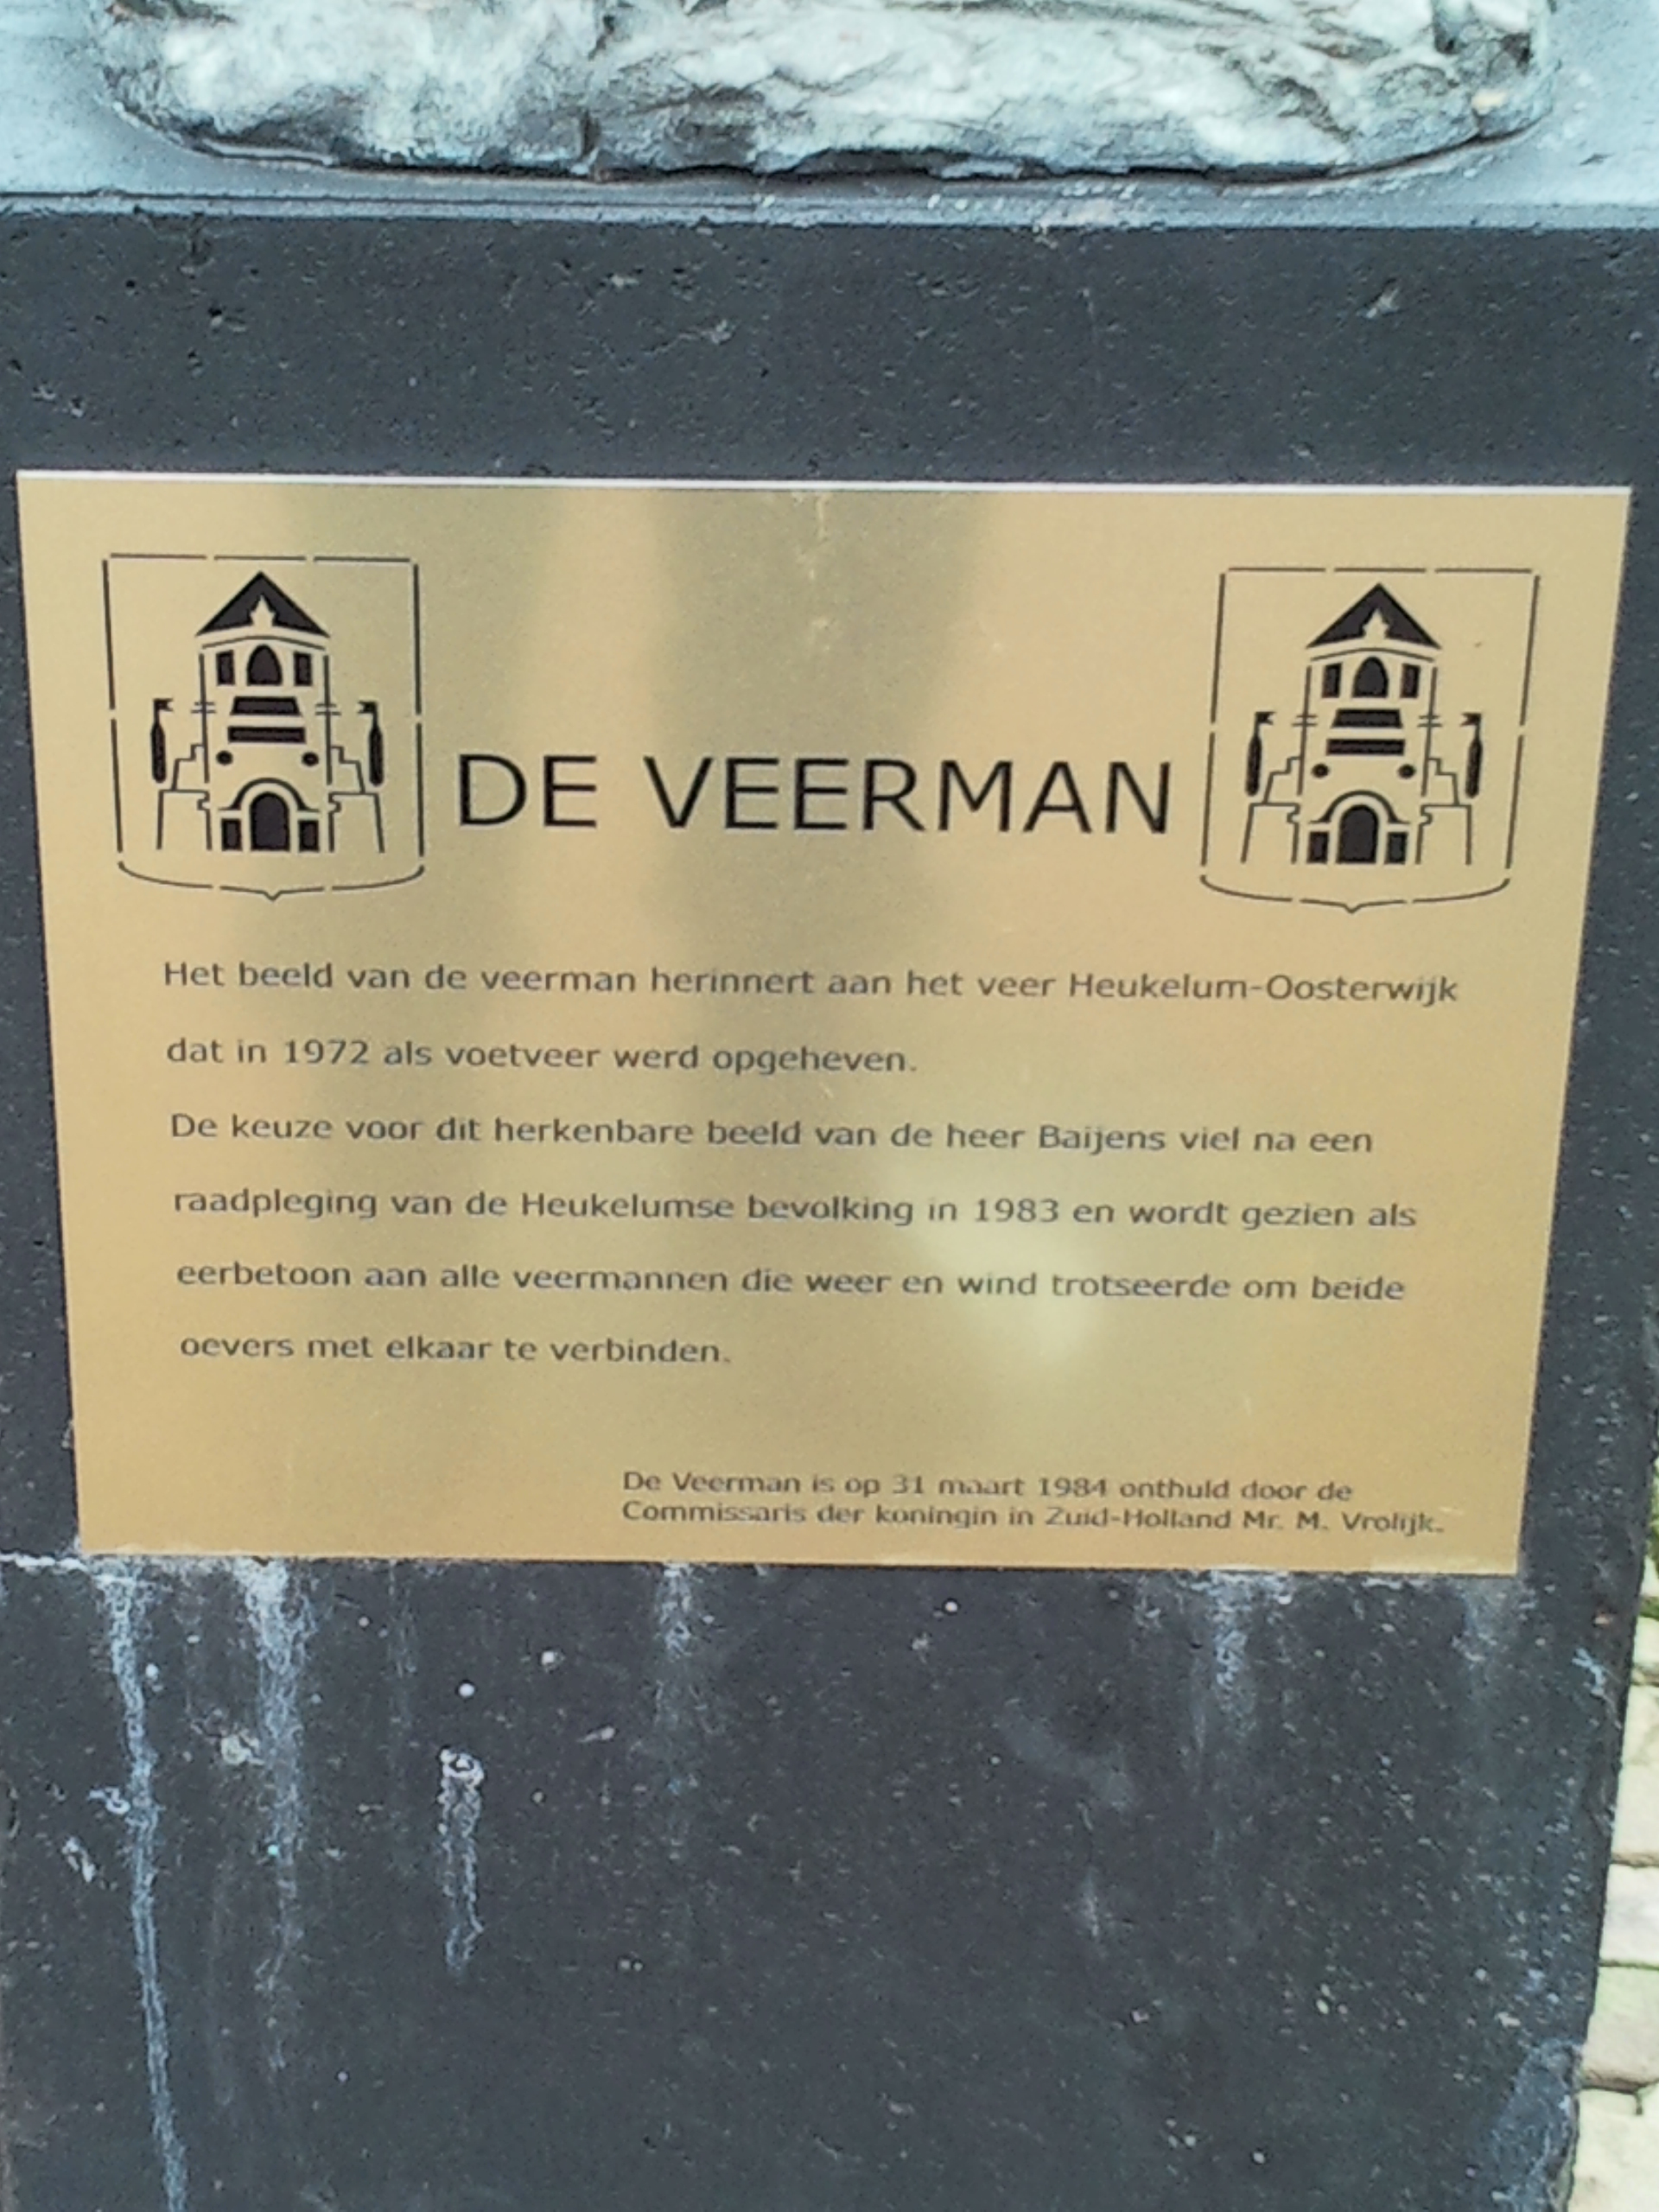 DE VEERMAN
Het beeld van de veerman herinnert aan het veer Heukelum-Oosterwijk
dat in 1972 als voetveer werd opgeheven.
De keuze voor dit herkenbare beeld van de heer Baijens viel na een
raadpleging van de Heukelumse bevolking in 1983 en wordt gezien als
eerbetoon aan alle veermannen die weer en wind trotseerde om beide
oevers met elkaar te verbinden.
De Veerman is op 31 maart 1984 onthuld door de
Commissaris der koningin in Zuid-Holland Mr. M. Vrolijk.